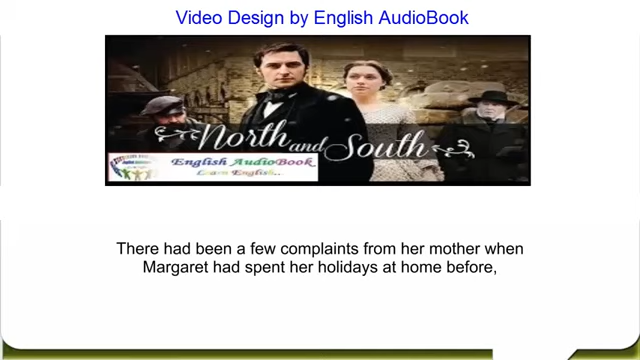 Video Design by English AudioBook
North and South
English AudioBook
Learn English...
There had been a few complaints from her mother when
Margaret had spent her holidays at home before,